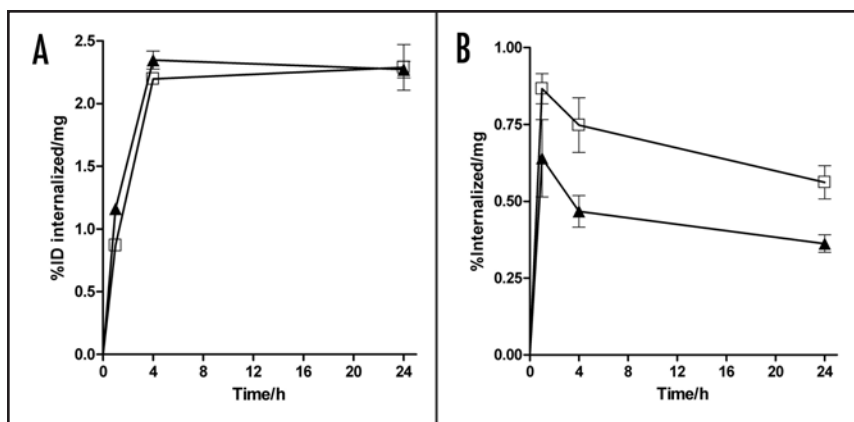 A
%ID internalized/mg
2.5
2.0
1.5
1.0
0.5
0.0
0 4 8 12 16 20 24
Time/h
B
%Internalized/mg
1.00
0.75
0.50
0.25
0.00
0 4 8 12 16 20 24
Time/h